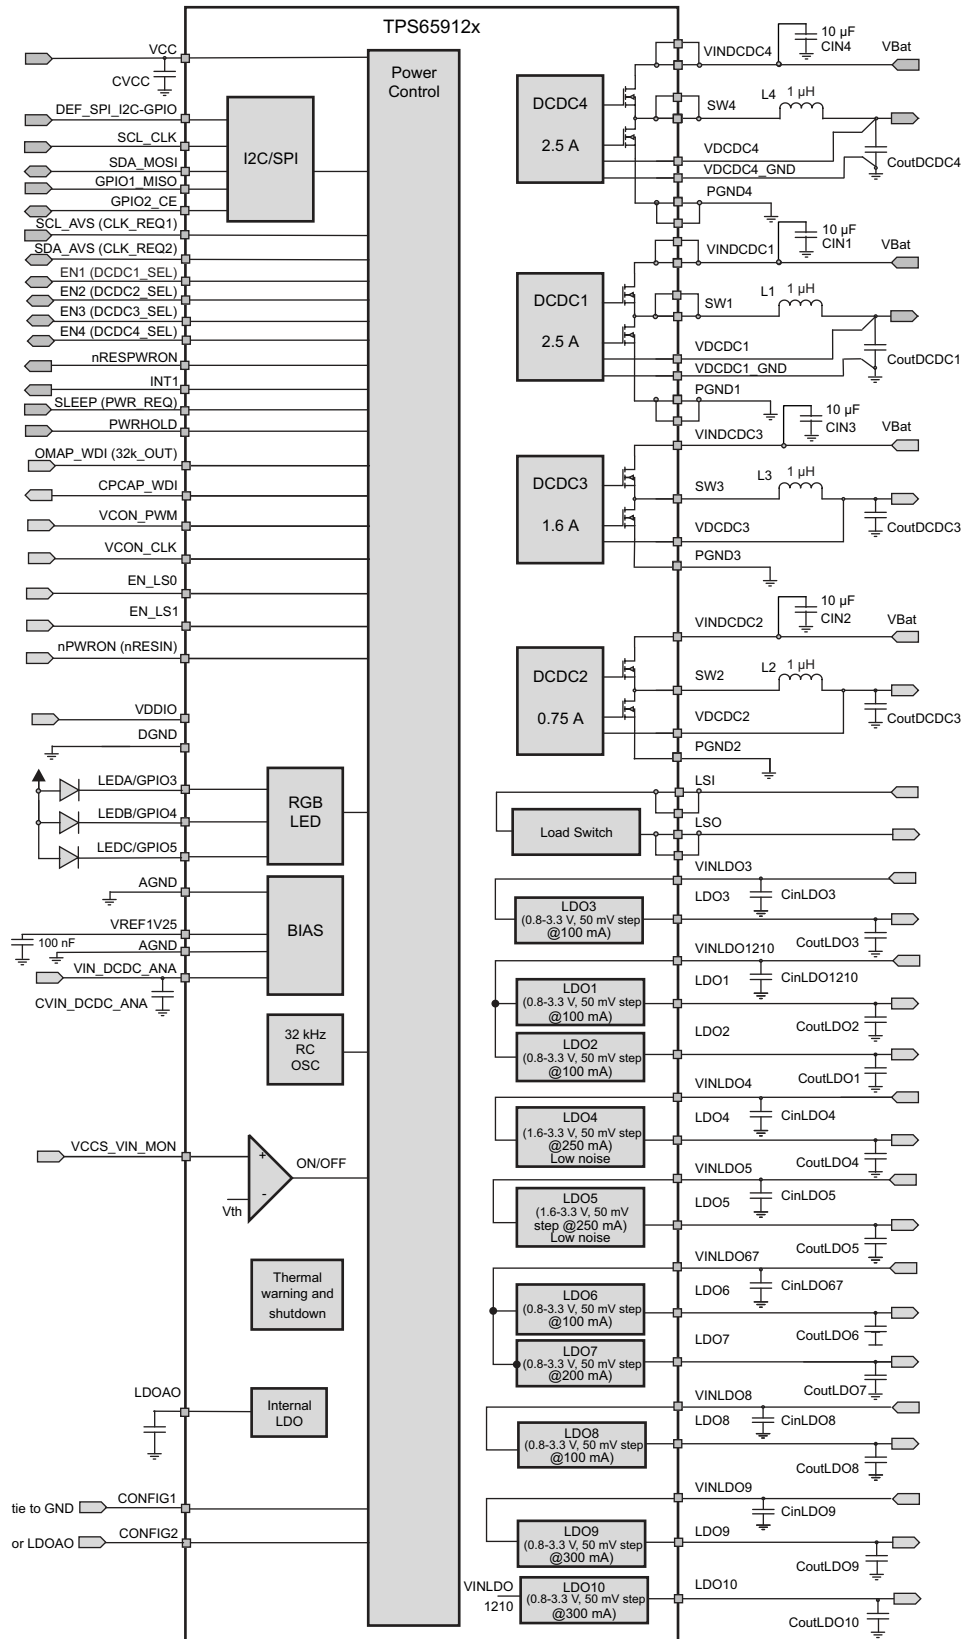 TPS65912x
VCC
CVCC
DEF_SPI_I2C-GPIO
SCL_CLK
SDA_MOSI
GPIO1_MISO
GPIO2_CE
SCL_AVS (CLK_REQ1)
SDA_AVS (CLK_REQ2)
EN1 (DCDC1_SEL)
EN2 (DCDC2_SEL)
EN3 (DCDC3_SEL)
EN4 (DCDC4_SEL)
nRESPWRON
INT1
SLEEP (PWR_REQ)
PWRHOLD
OMAP_WDI (32k_OUT)
CPCAP_WDI
VCON_PWM
VCON_CLK
EN_LS0
EN_LS1
nPWRON (nRESIN)
VDDIO
DGND
LEDA/GPIO3
LEDB/GPIO4
LEDC/GPIO5
AGND
VREF1V25
100 nF
AGND
VIN_DCDC_ANA
CVIN_DCDC_ANA
VCCS_VIN_MON
LDOAO
tie to GND
CONFIG1
or LDOAO
CONFIG2
I2C/SPI
RGB
LED
BIAS
32 kHz
RC
OSC
+
-
Vth
ON/OFF
Thermal
warning and
shutdown
Internal
LDO
Power
Control
DCDC4
2.5 A
VINDCDC4
10 µF
CIN4
VBat
SW4
L4
1 µH
VDCDC4
VDCDC4_GND
CoutDCDC4
PGND4
DCDC1
2.5 A
VINDCDC1
10 µF
CIN1
VBat
SW1
L1
1 µH
VDCDC1
VDCDC1_GND
CoutDCDC1
PGND1
DCDC3
1.6 A
VINDCDC3
10 µF
CIN3
VBat
SW3
L3
1 µH
VDCDC3
CoutDCDC3
PGND3
DCDC2
0.75 A
VINDCDC2
10 µF
CIN2
VBat
SW2
L2
1 µH
VDCDC2
CoutDCDC3
PGND2
LSI
Load Switch
LSO
VINLDO3
LDO3
CinLDO3
LDO3
(0.8-3.3 V, 50 mV step
@100 mA)
CoutLDO3
VINLDO1210
LDO1
CinLDO1210
LDO1
(0.8-3.3 V, 50 mV step
@100 mA)
CoutLDO2
LDO2
LDO2
(0.8-3.3 V, 50 mV step
@100 mA)
CoutLDO1
VINLDO4
LDO4
CinLDO4
LDO4
(1.6-3.3 V, 50 mV step
@250 mA)
Low noise
CoutLDO4
VINLDO5
LDO5
CinLDO5
LDO5
(1.6-3.3 V, 50 mV
step @250 mA)
Low noise
CoutLDO5
VINLDO67
LDO6
CinLDO67
LDO6
(0.8-3.3 V, 50 mV step
@100 mA)
CoutLDO6
LDO7
LDO7
(0.8-3.3 V, 50 mV step
@200 mA)
CoutLDO7
VINLDO8
LDO8
CinLDO8
LDO8
(0.8-3.3 V, 50 mV step
@100 mA)
CoutLDO8
VINLDO9
CinLDO9
LDO9
LDO9
(0.8-3.3 V, 50 mV step
@300 mA)
CoutLDO9
VINLDO
1210
LDO10
(0.8-3.3 V, 50 mV step
@300 mA)
LDO10
CoutLDO10